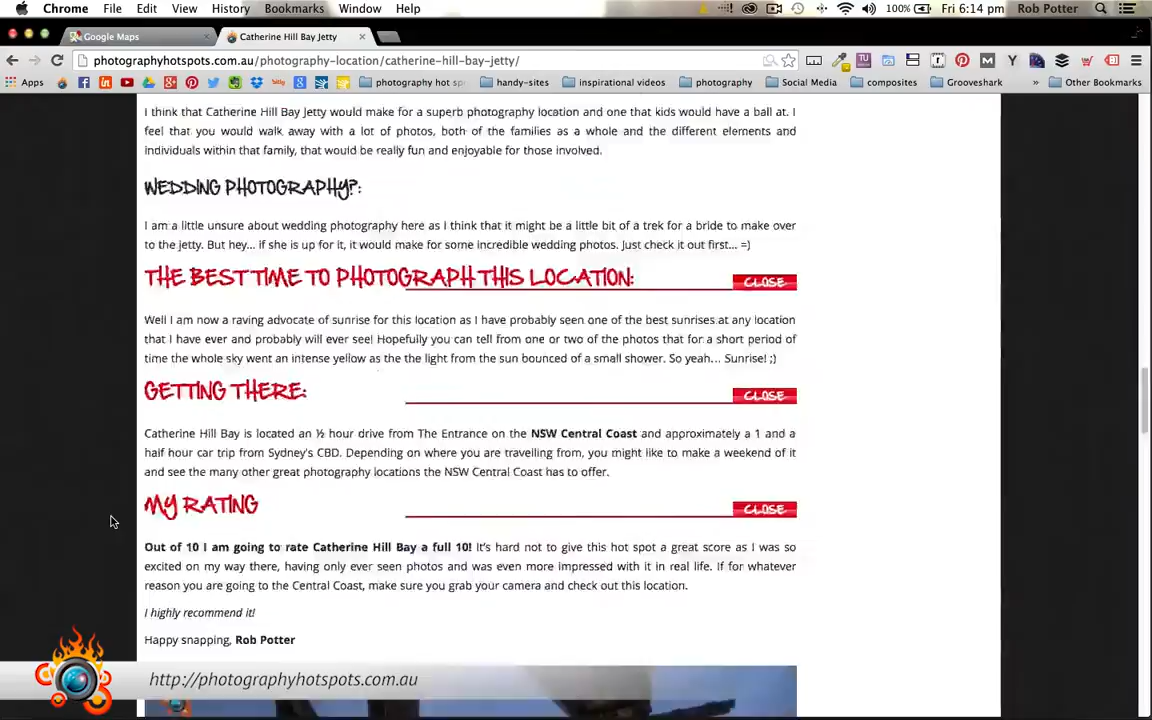 Chrome File Edit View History Bookmarks Window Help 100% Fri 6:14 pm Rob Potter
Google Maps Catherine Hill Bay Jetty
photographyhotspots.com.au/photography-location/catherine-hill-bay-jetty/
Apps photography hot sp handy-sites inspirational videos photography Social Media composites Grooveshark » Other Bookmarks
I think that Catherine Hill Bay Jetty would make for a superb photography location and one that kids would have a ball at. I
feel that you would walk away with a lot of photos, both of the families as a whole and the different elements and
individuals within that family, that would be really fun and enjoyable for those involved.
WEDDING PHOTOGRAPHY?:
I am a little unsure about wedding photography here as I think that it might be a little bit of a trek for a bride to make over
to the jetty. But hey... if she is up for it, it would make for some incredible wedding photos. Just check it out first... =)
THE BEST TIME TO PHOTOGRAPH THIS LOCATION: CLOSE
Well I am now a raving advocate of sunrise for this location as I have probably seen one of the best sunrises at any location
that I have ever and probably will ever see! Hopefully you can tell from one or two of the photos that for a short period of
time the whole sky went an intense yellow as the the light from the sun bounced of a small shower. So yeah... Sunrise! ;)
GETTING THERE: CLOSE
Catherine Hill Bay is located an ½ hour drive from The Entrance on the NSW Central Coast and approximately a 1 and a
half hour car trip from Sydney's CBD. Depending on where you are travelling from, you might like to make a weekend of it
and see the many other great photography locations the NSW Central Coast has to offer.
MY RATING CLOSE
Out of 10 I am going to rate Catherine Hill Bay a full 10! It's hard not to give this hot spot a great score as I was so
excited on my way there, having only ever seen photos and was even more impressed with it in real life. If for whatever
reason you are going to the Central Coast, make sure you grab your camera and check out this location.
I highly recommend it!
Happy snapping, Rob Potter
http://photographyhotspots.com.au